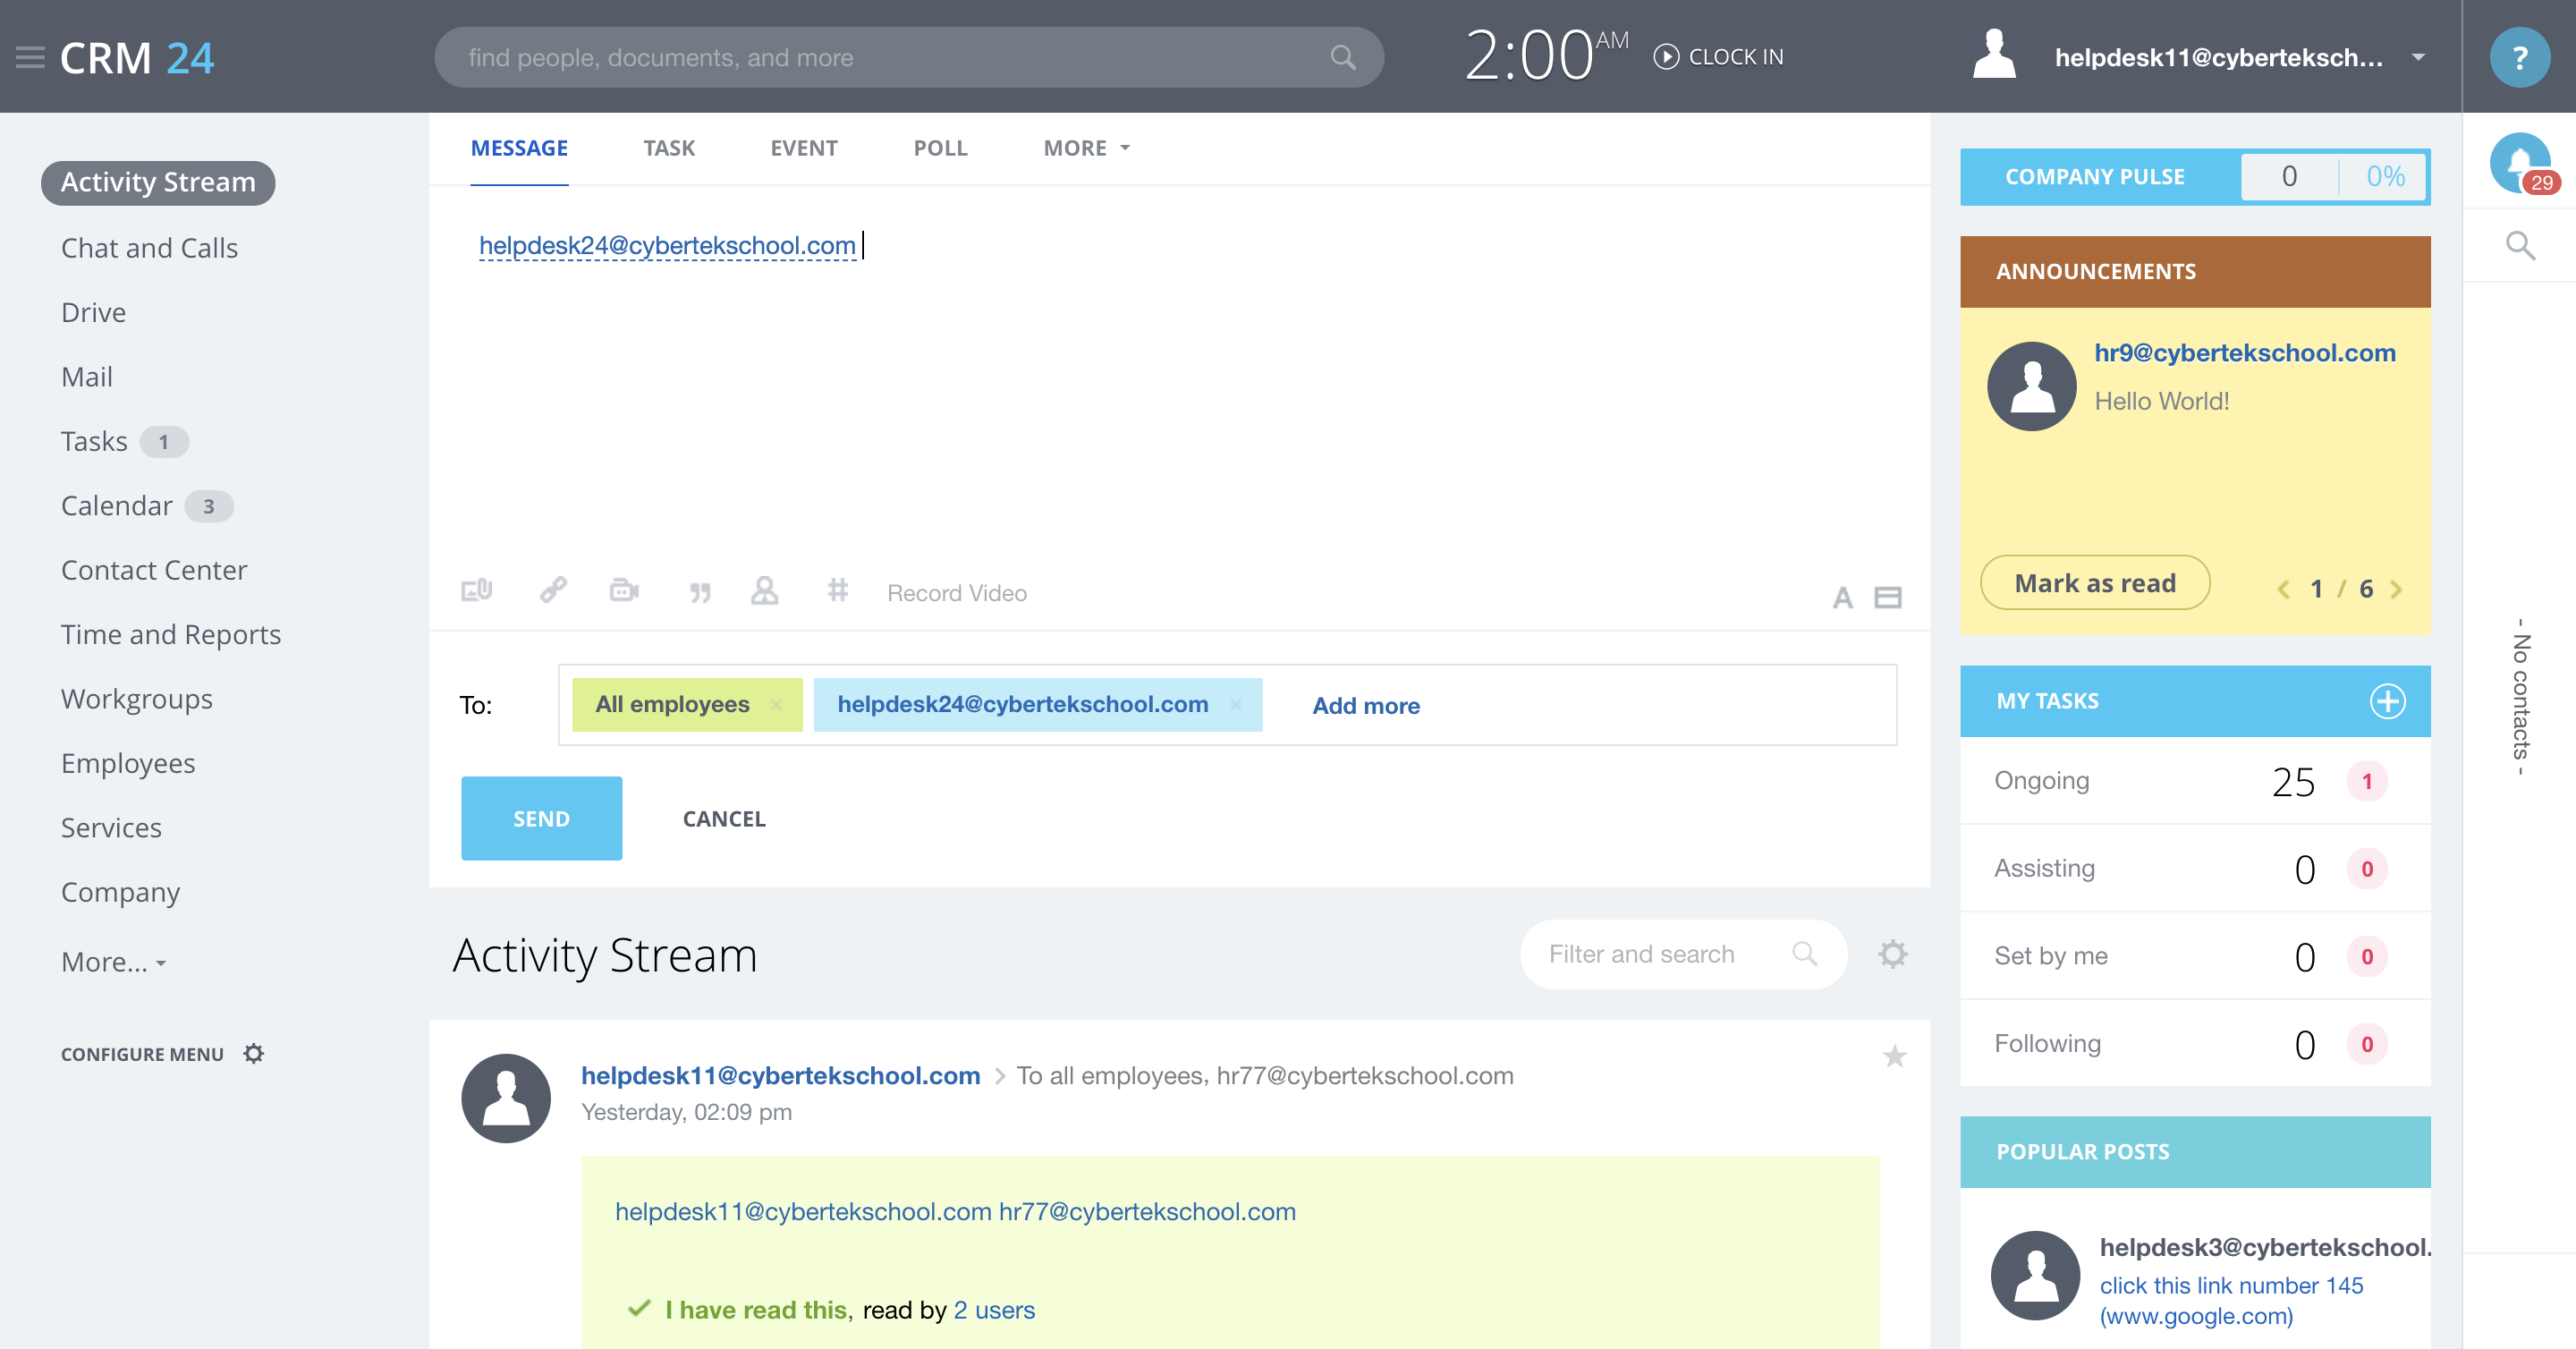 CRM 24
find people, documents, and more
2:00 AM
CLOCK IN
helpdesk11@cyberteksch...
?
Activity Stream
Chat and Calls
Drive
Mail
Tasks 1
Calendar 3
Contact Center
Time and Reports
Workgroups
Employees
Services
Company
More...
CONFIGURE MENU
MESSAGE TASK EVENT POLL MORE
helpdesk24@cybertekschool.com
Record Video
A
To: All employees × helpdesk24@cybertekschool.com × Add more
SEND CANCEL
Activity Stream
Filter and search
helpdesk11@cybertekschool.com > To all employees, hr77@cybertekschool.com
Yesterday, 02:09 pm
helpdesk11@cybertekschool.com hr77@cybertekschool.com
I have read this, read by 2 users
COMPANY PULSE 0 0%
ANNOUNCEMENTS
hr9@cybertekschool.com
Hello World!
Mark as read
1 / 6
MY TASKS
Ongoing 25 1
Assisting 0 0
Set by me 0 0
Following 0 0
POPULAR POSTS
helpdesk3@cybertekschool.
click this link number 145
(www.google.com)
29
- No contacts -